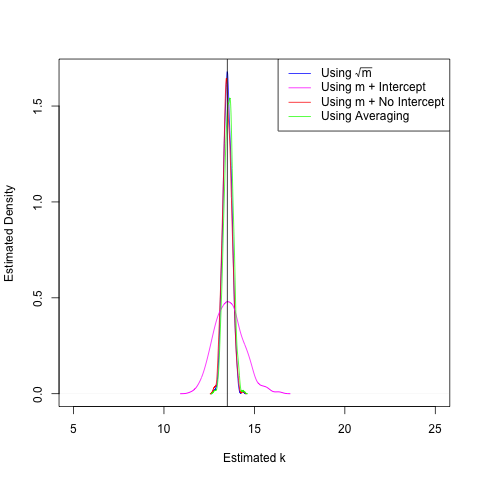 Using √m
Using m + Intercept
Using m + No Intercept
Using Averaging
Estimated Density
0.0
0.5
1.0
1.5
5 10 15 20 25
Estimated k